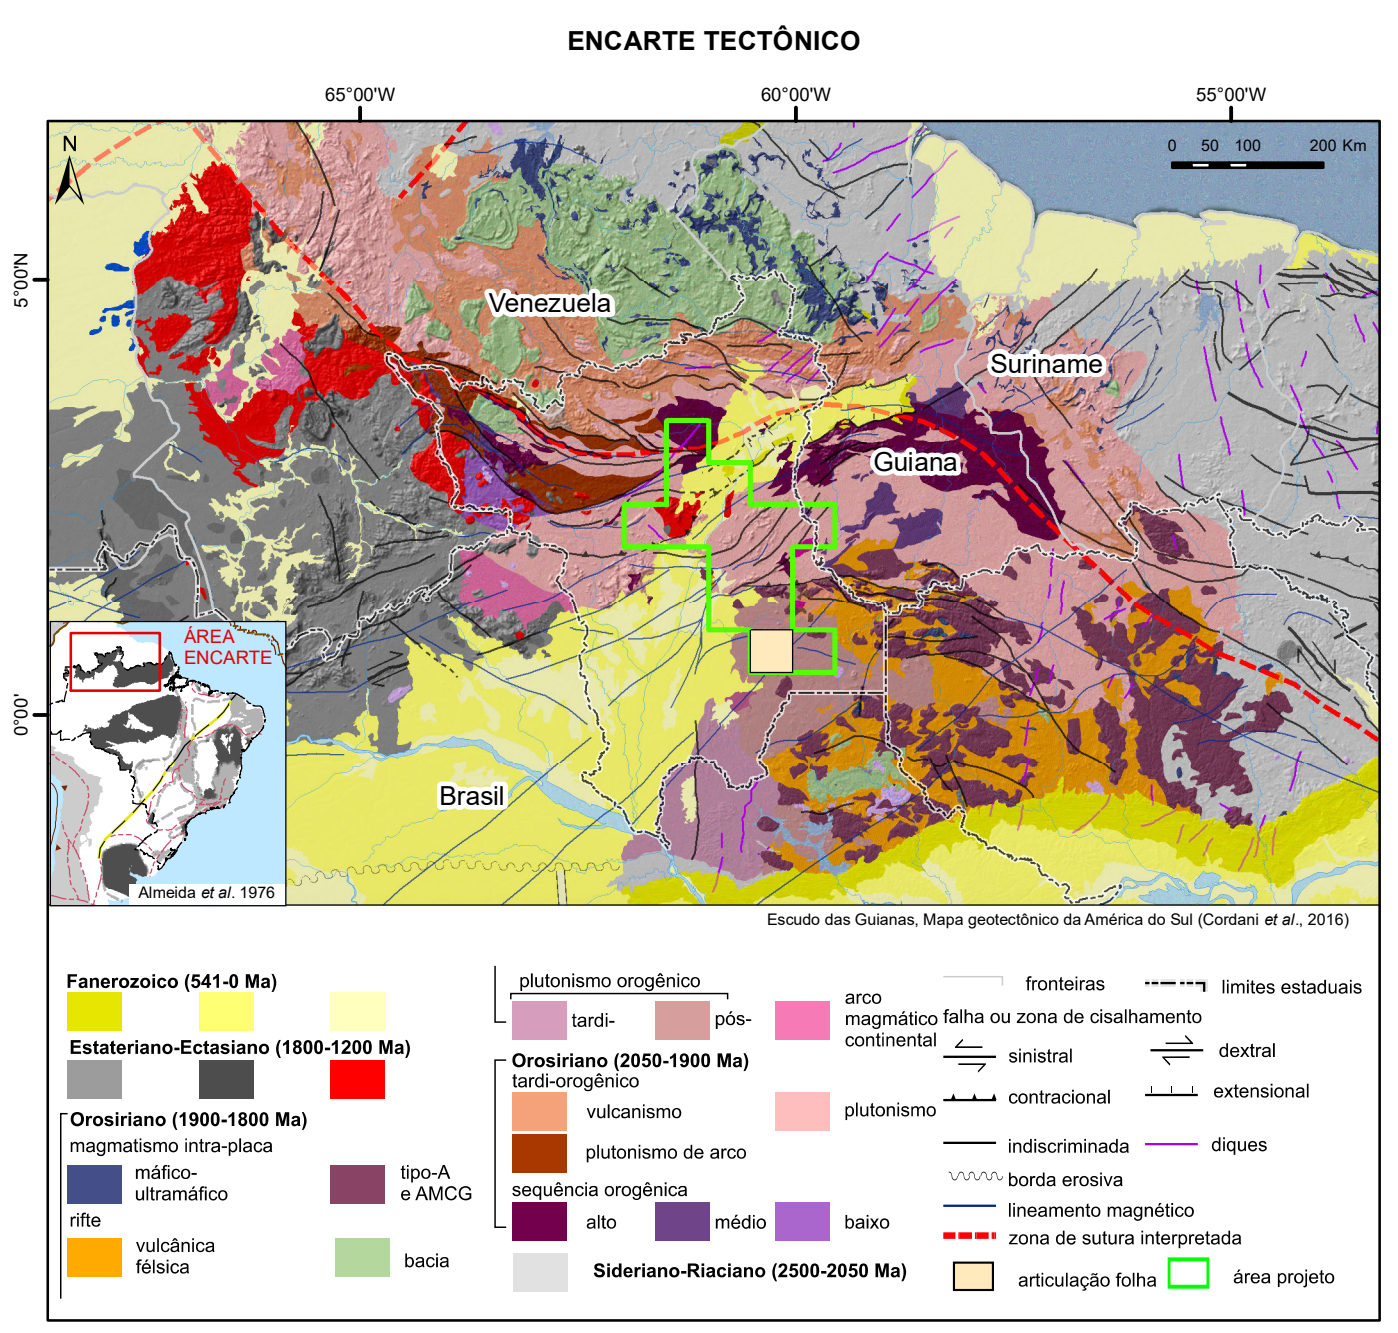 ENCARTE TECTÔNICO
65°00'W
60°00'W
55°00'W
N
0 50 100 200 Km
5°00'N
Venezuela
Suriname
Guiana
0°00'
ÁREA
ENCARTE
Brasil
Almeida et al. 1976
Escudo das Guianas, Mapa geotectônico da América do Sul (Cordani et al., 2016)
Fanerozoico (541-0 Ma)
Estateriano-Ectasiano (1800-1200 Ma)
Orosiriano (1900-1800 Ma)
magmatismo intra-placa
máfico-
ultramáfico
tipo-A
e AMCG
rifte
vulcânica
félsica
bacia
plutonismo orogênico
tardi-
pós-
arco
magmático
continental
Orosiriano (2050-1900 Ma)
tardi-orogênico
vulcanismo
plutonismo
plutonismo de arco
sequência orogênica
alto
médio
baixo
Sideriano-Riaciano (2500-2050 Ma)
fronteiras
limites estaduais
falha ou zona de cisalhamento
sinistral
dextral
contracional
extensional
indiscriminada
diques
borda erosiva
lineamento magnético
zona de sutura interpretada
articulação folha
área projeto